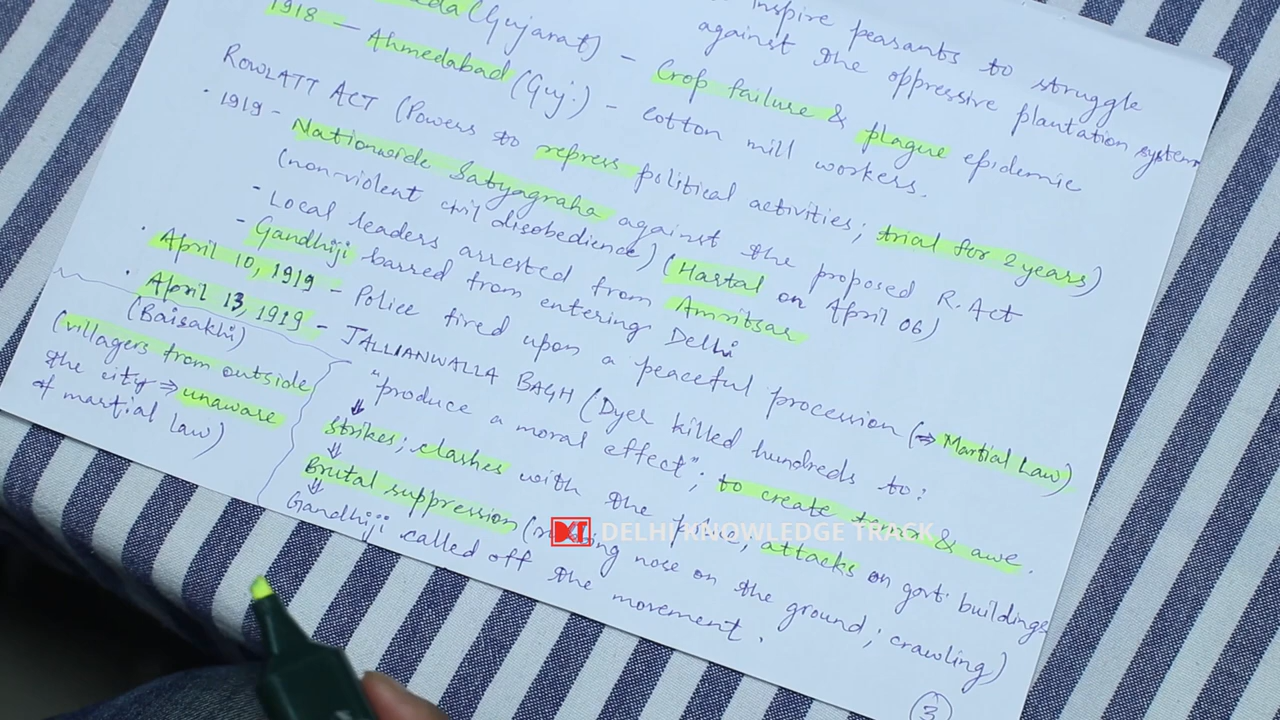 inspire peasants to struggle
against the oppressive plantation system
(Gujarat) - Crop failure & plague epidemic
1918 - Ahmedabad (Guj.) - cotton mill workers.
ROWLATT ACT (Powers to repress political activities; trial for 2 years)
• 1919 - Nationwide Satyagraha against the proposed R. Act
(non-violent civil disobedience) (Hartal on April 06)
- Local leaders arrested from Amritsar
- Gandhiji barred from entering Delhi
• April 10, 1919 - Police fired upon a peaceful procession (⇒ Martial Law)
• April 13, 1919 - JALLIANWALLA BAGH (Dyer killed hundreds to:
(Baisakhi)
"produce a moral effect"; to create terror & awe.
(villagers from outside
the city ⇒ unaware
of martial law)
⇓
Strikes; clashes with the police; attacks on govt. buildings
⇓
Brutal suppression (rubbing nose on the ground; crawling)
⇓
Gandhiji called off the movement.
3
DKT DELHI KNOWLEDGE TRACK